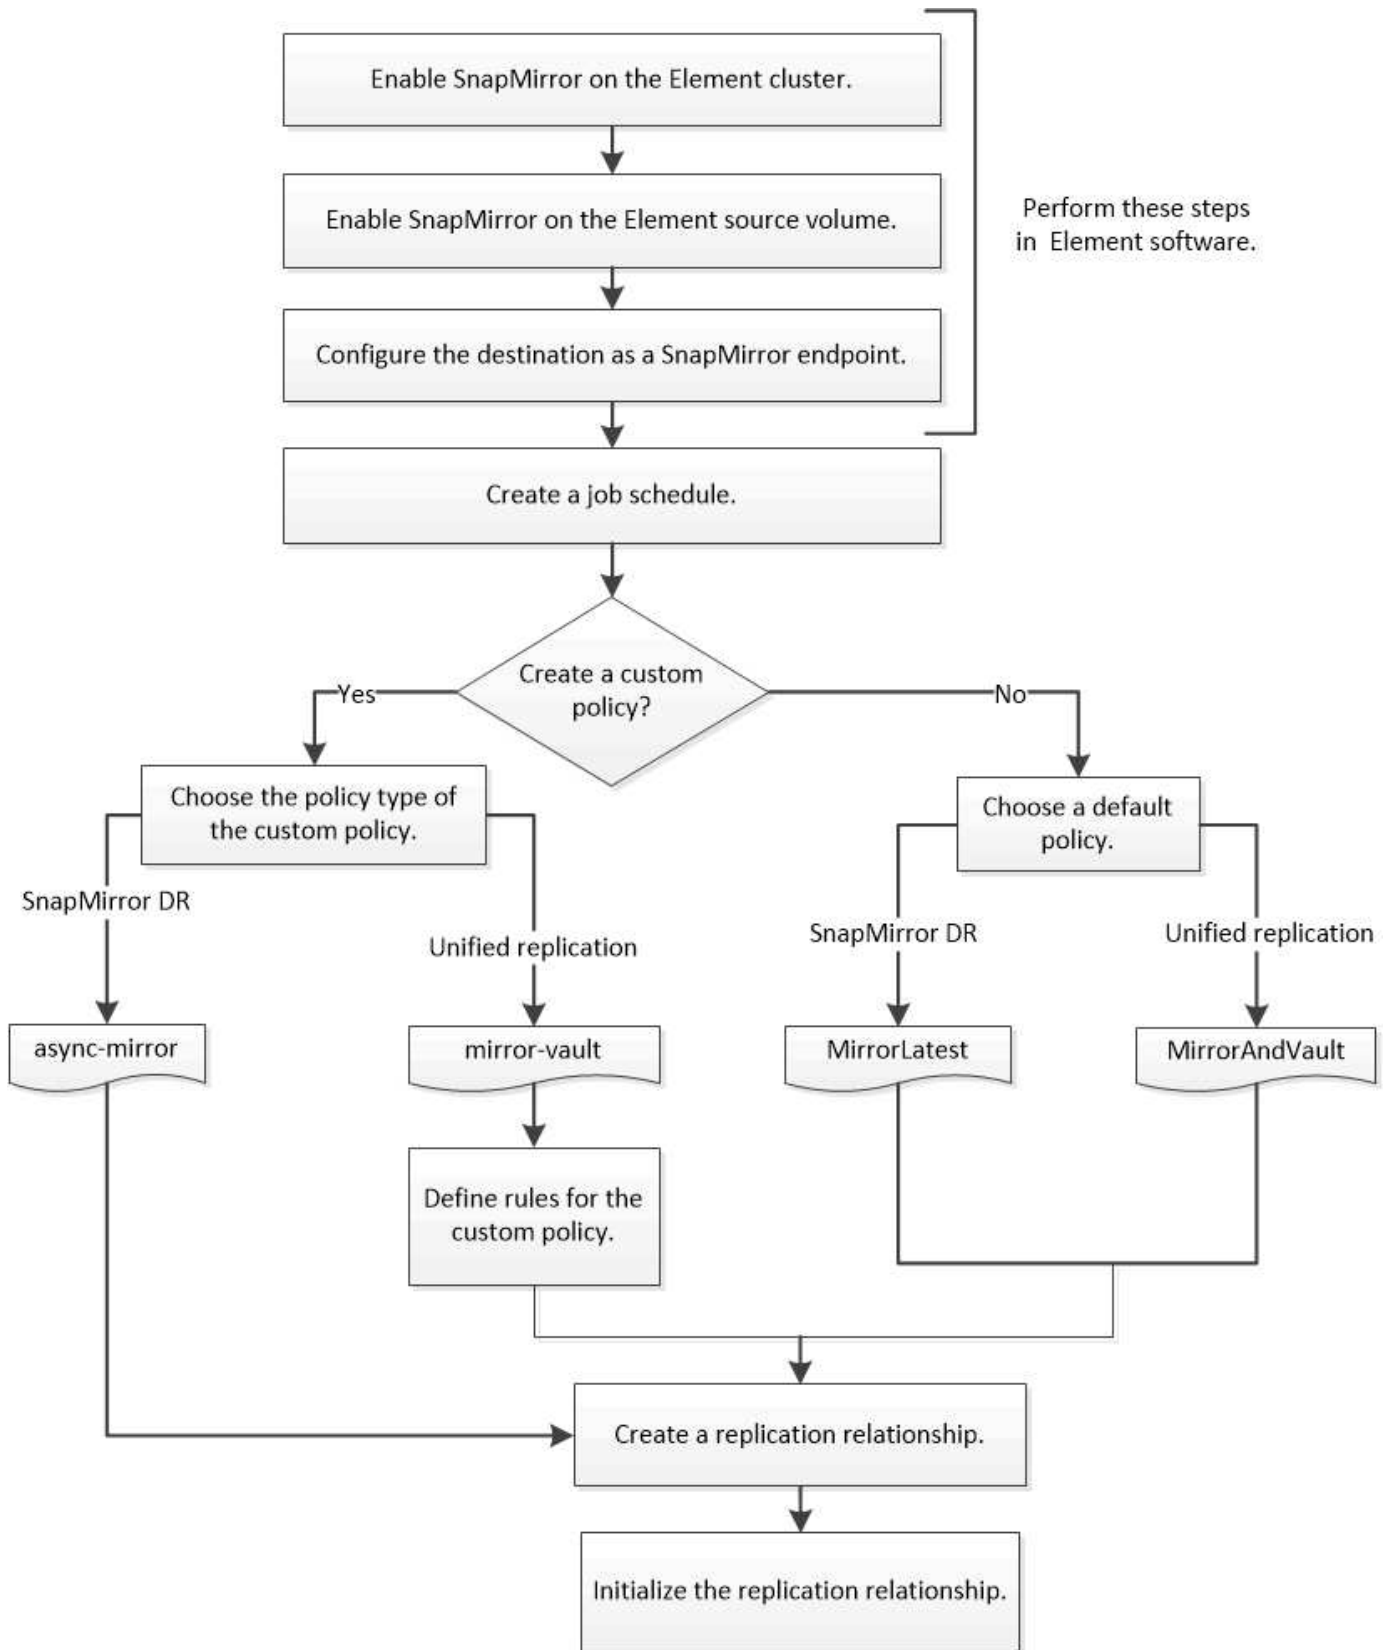 Enable SnapMirror on the Element cluster.
Enable SnapMirror on the Element source volume.
Perform these steps
in Element software.
Configure the destination as a SnapMirror endpoint.
Create a job schedule.
Create a custom
policy?
Yes
No
Choose the policy type of
the custom policy.
Choose a default
policy.
SnapMirror DR
Unified replication
SnapMirror DR
Unified replication
async-mirror
mirror-vault
MirrorLatest
MirrorAndVault
Define rules for the
custom policy.
Create a replication relationship.
Initialize the replication relationship.